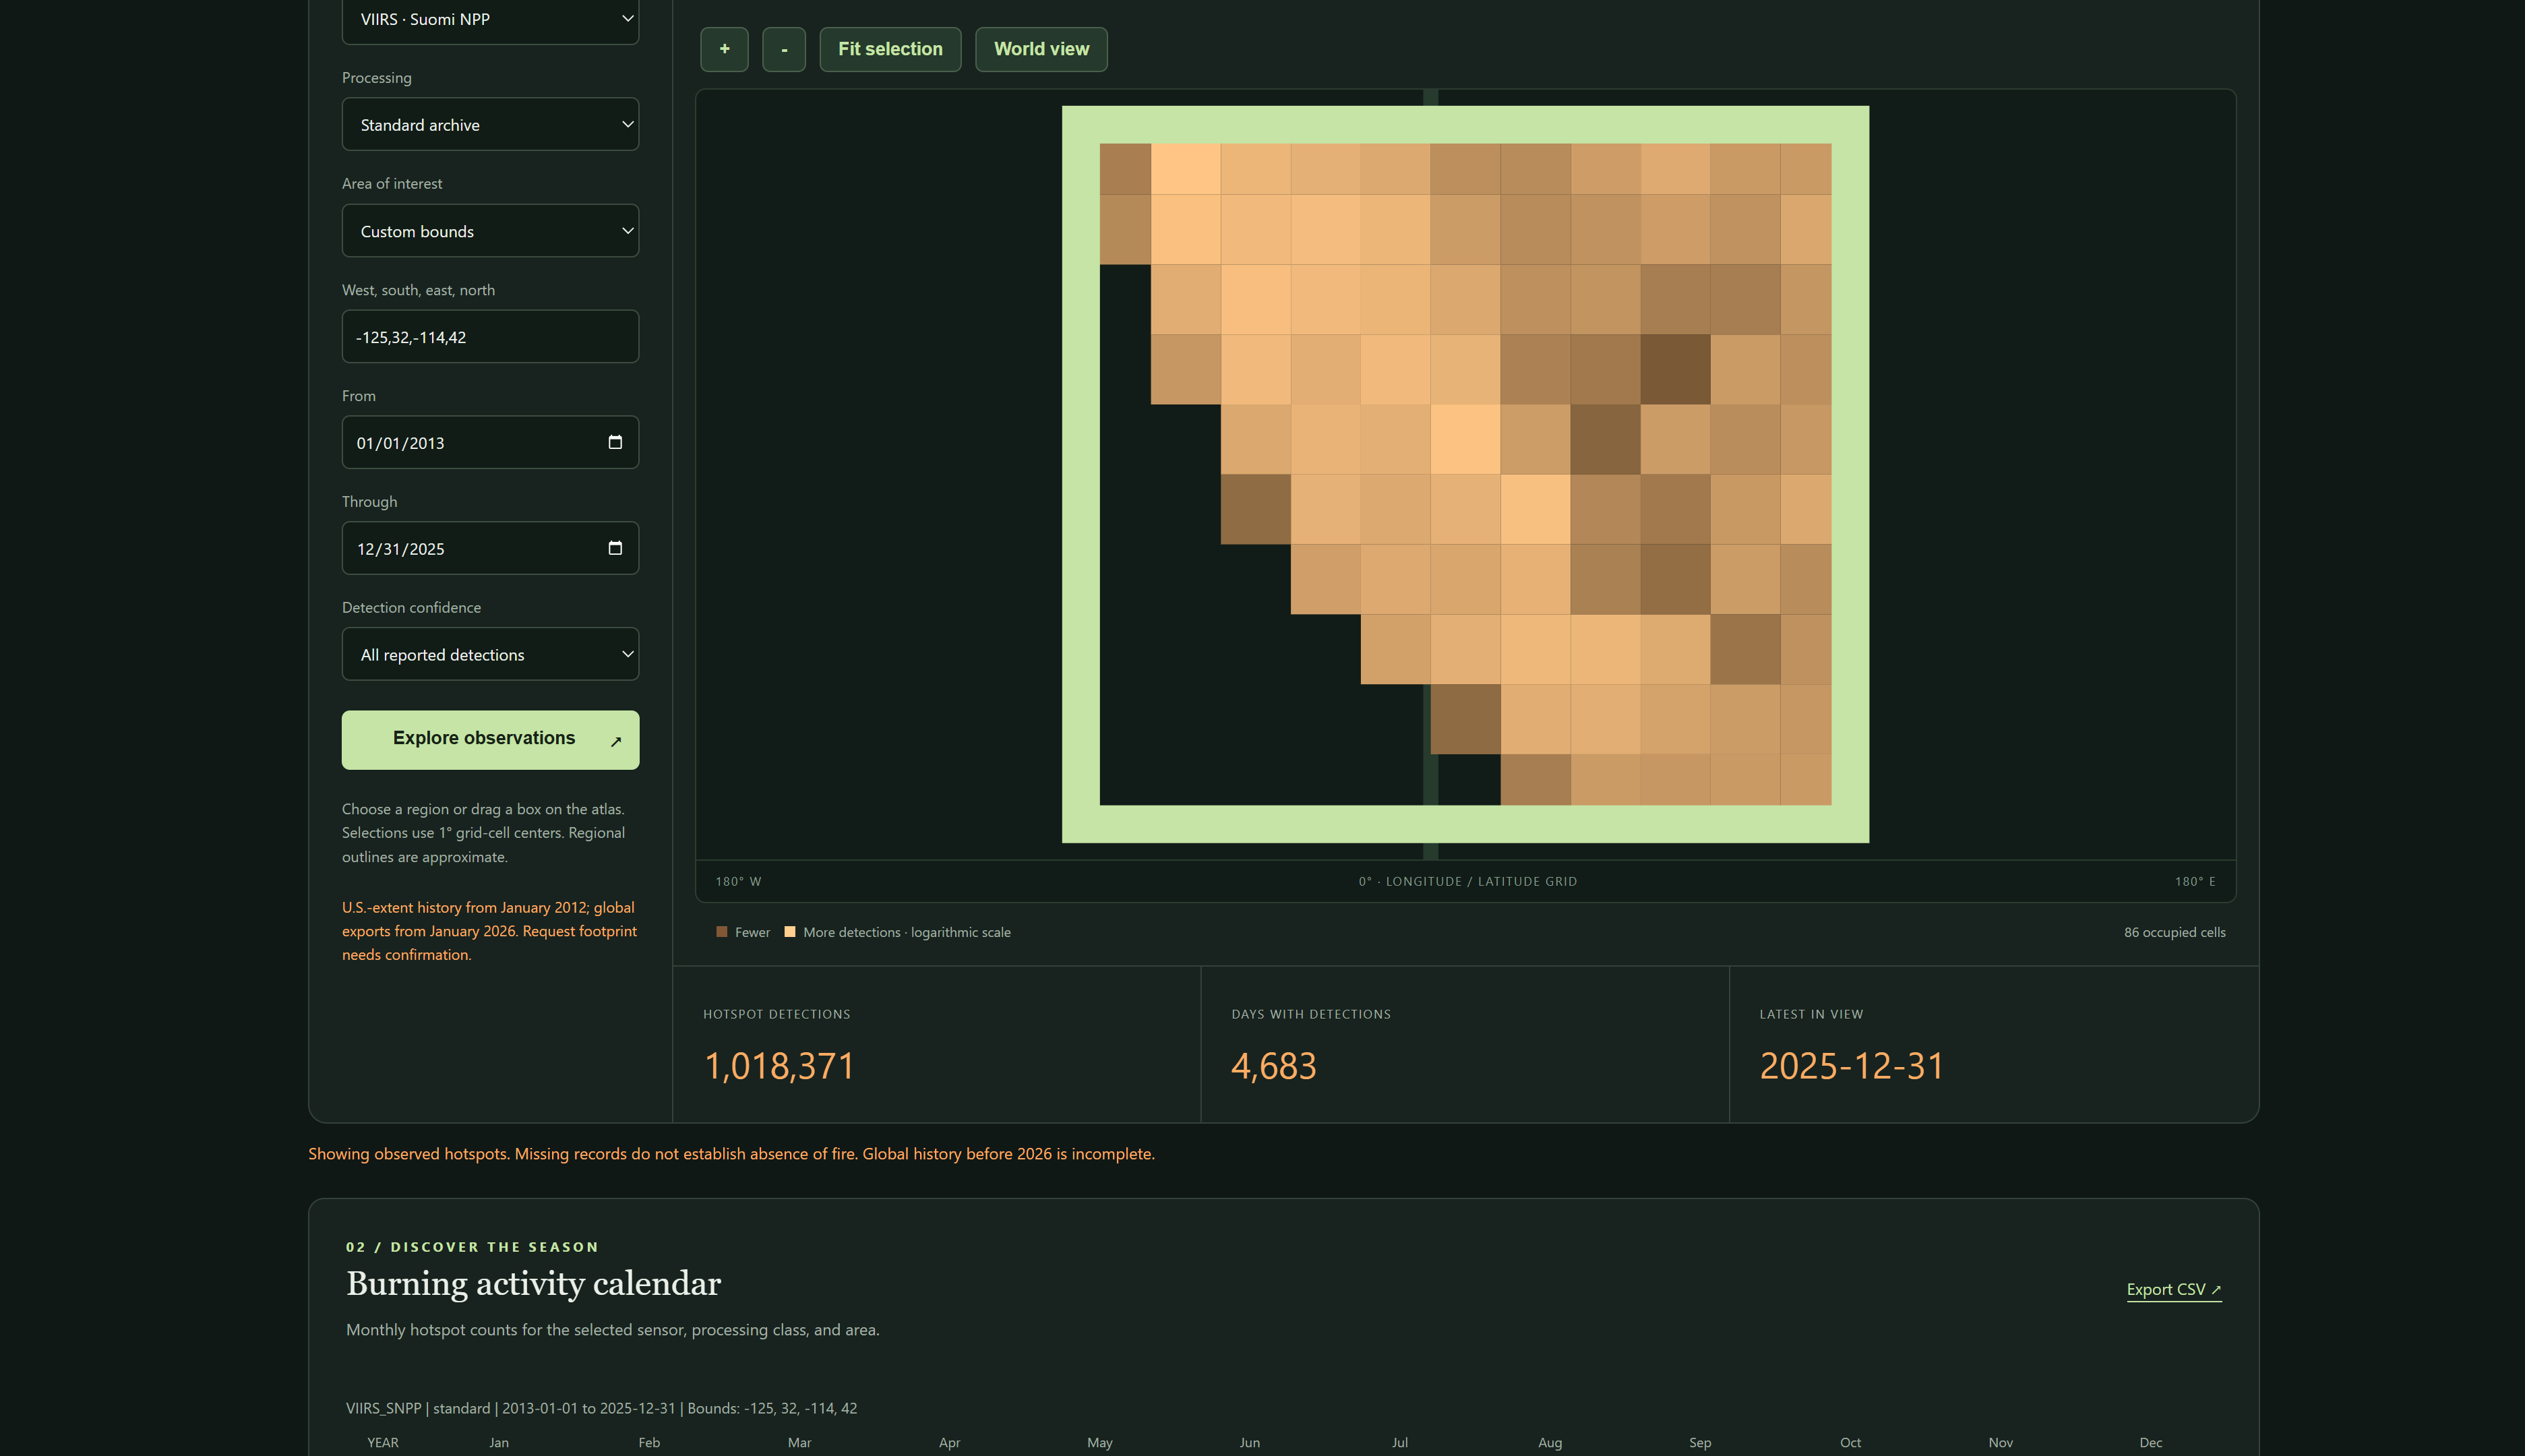 VIIRS · Suomi NPP
Processing
Standard archive
Area of interest
Custom bounds
West, south, east, north
-125,32,-114,42
From
01/01/2013
Through
12/31/2025
Detection confidence
All reported detections
Explore observations ↗
Choose a region or drag a box on the atlas.
Selections use 1° grid-cell centers. Regional
outlines are approximate.
U.S.-extent history from January 2012; global
exports from January 2026. Request footprint
needs confirmation.
+ - Fit selection World view
180° W 0° · LONGITUDE / LATITUDE GRID 180° E
Fewer More detections · logarithmic scale 86 occupied cells
HOTSPOT DETECTIONS DAYS WITH DETECTIONS LATEST IN VIEW
1,018,371 4,683 2025-12-31
Showing observed hotspots. Missing records do not establish absence of fire. Global history before 2026 is incomplete.
02 / DISCOVER THE SEASON
Burning activity calendar
Export CSV ↗
Monthly hotspot counts for the selected sensor, processing class, and area.
VIIRS_SNPP | standard | 2013-01-01 to 2025-12-31 | Bounds: -125, 32, -114, 42
YEAR Jan Feb Mar Apr May Jun Jul Aug Sep Oct Nov Dec